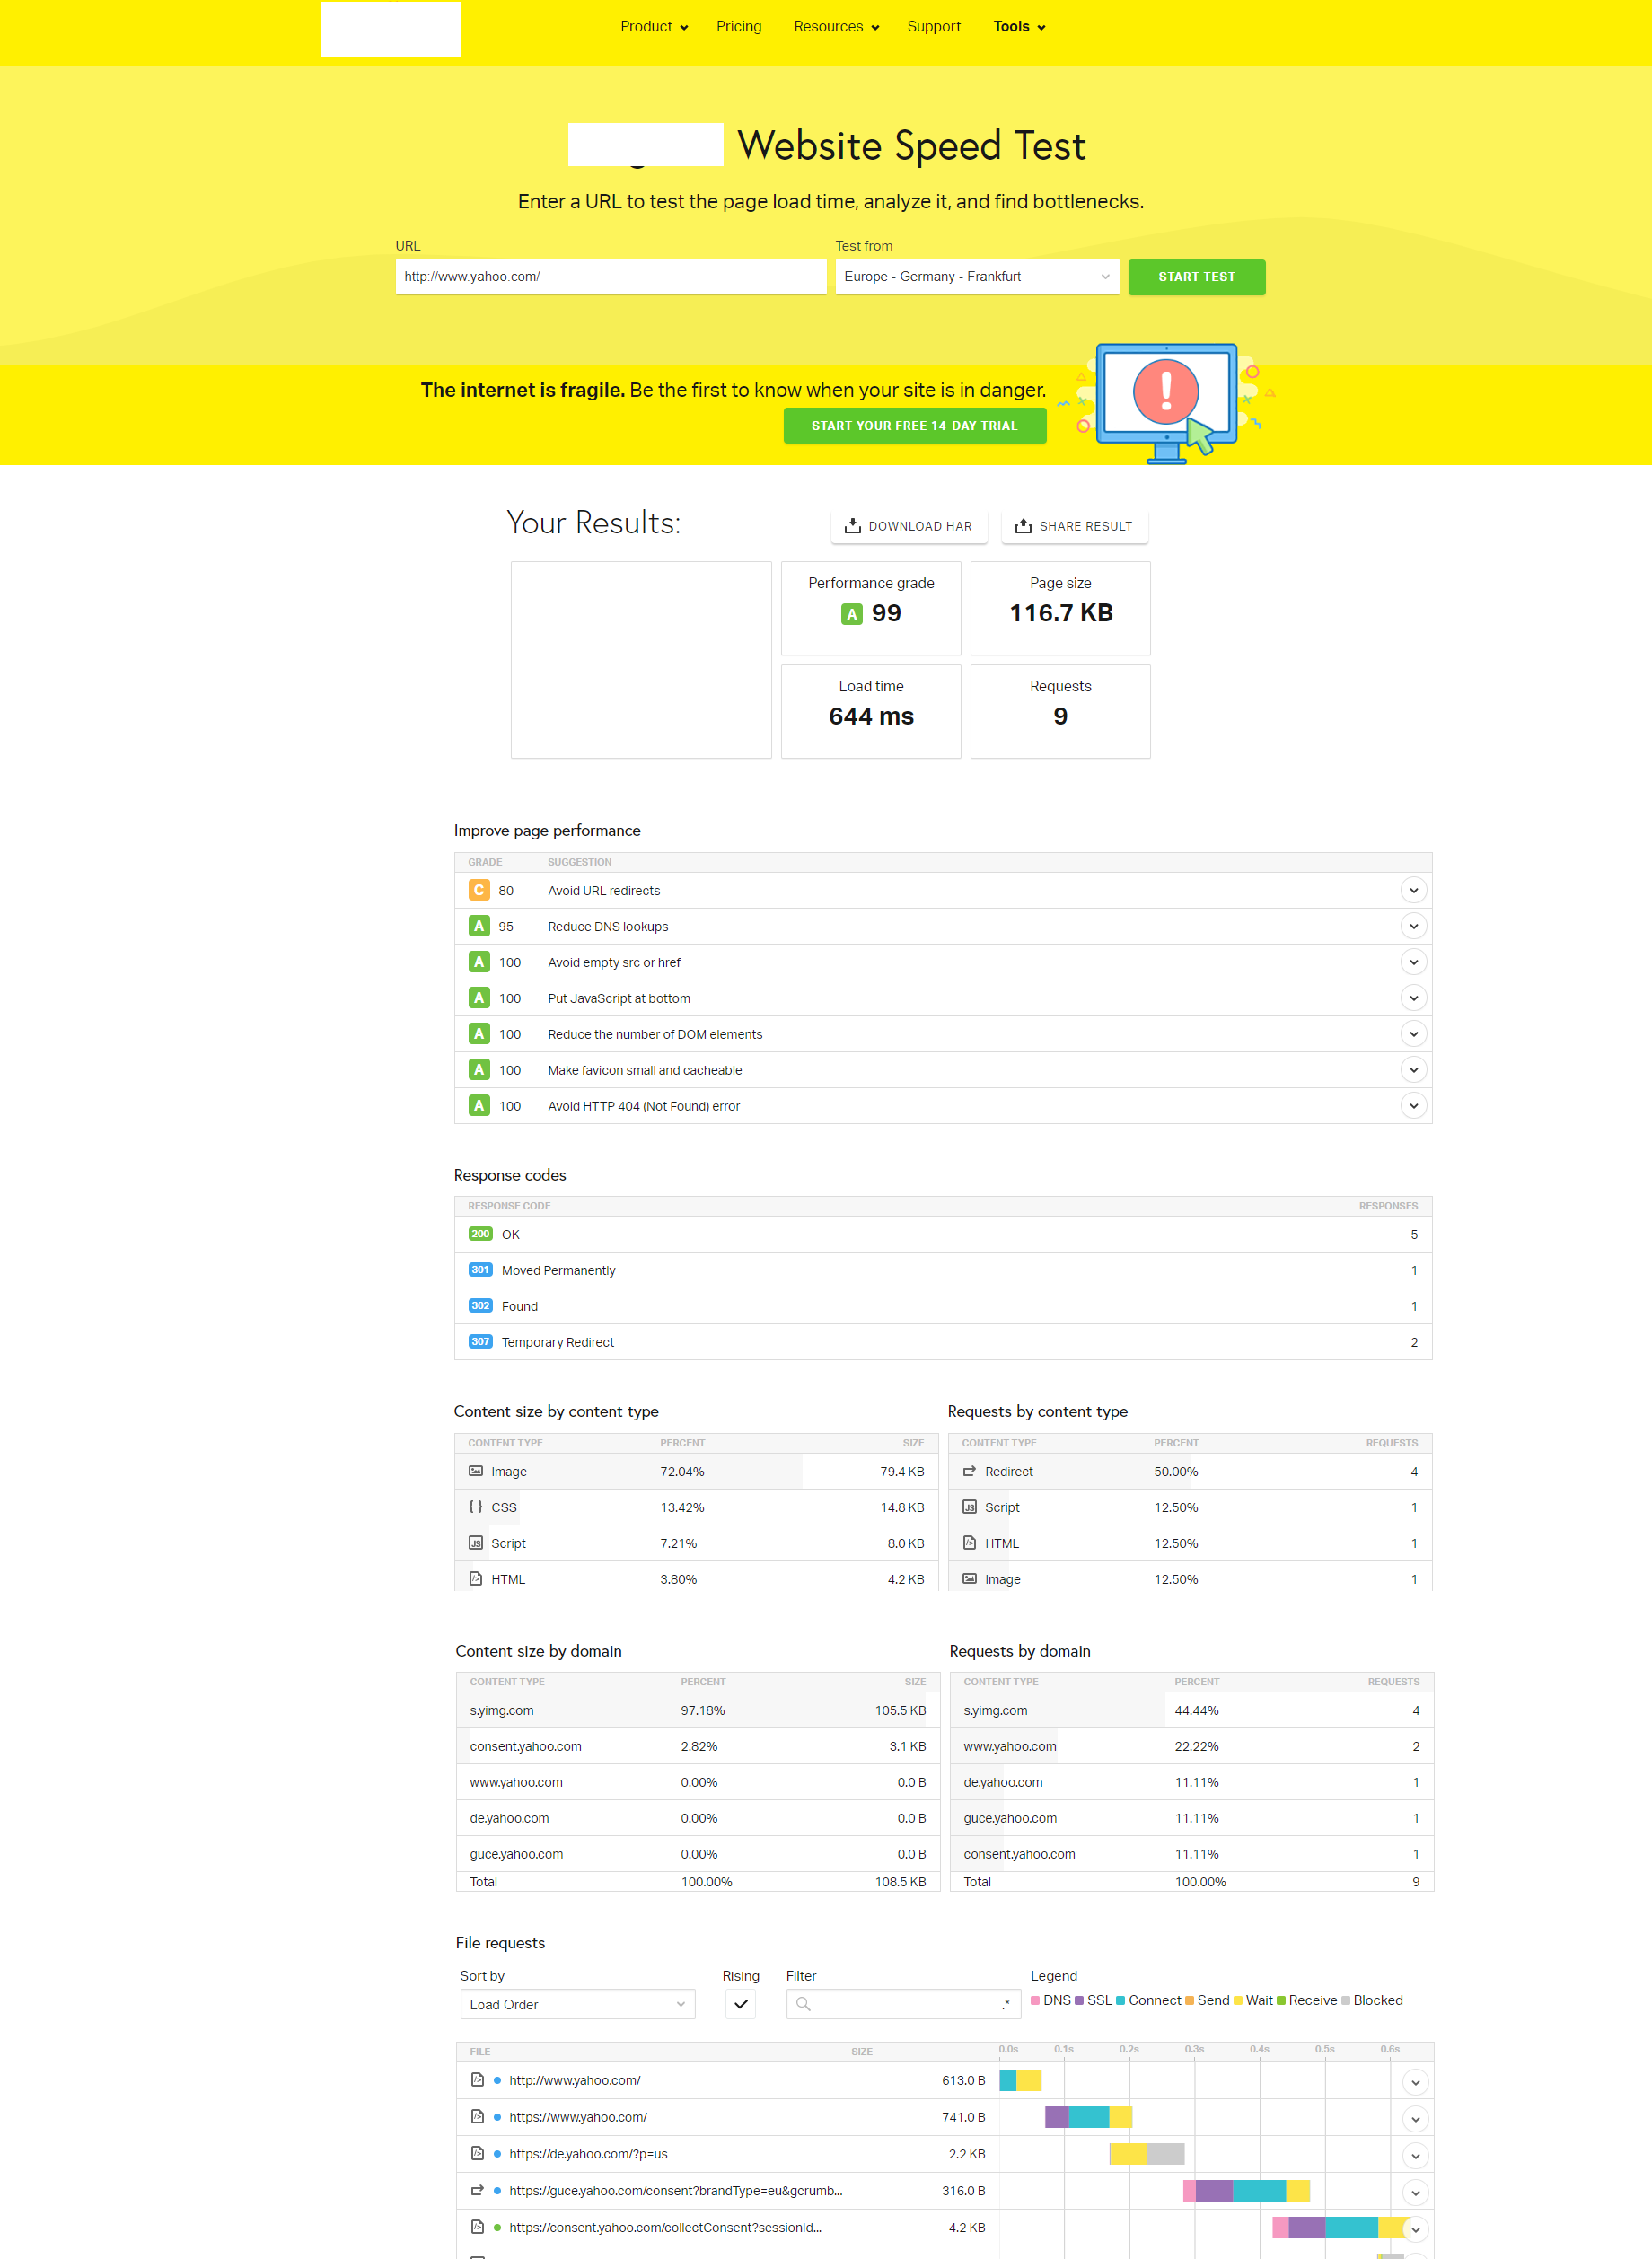 Product Pricing Resources Support Tools
Website Speed Test
Enter a URL to test the page load time, analyze it, and find bottlenecks.
URL Test from
http://www.yahoo.com/ Europe - Germany - Frankfurt START TEST
The internet is fragile. Be the first to know when your site is in danger.
START YOUR FREE 14-DAY TRIAL
Your Results: DOWNLOAD HAR SHARE RESULT
Performance grade Page size
A 99 116.7 KB
Load time Requests
644 ms 9
Improve page performance
GRADE SUGGESTION
C 80 Avoid URL redirects
A 95 Reduce DNS lookups
A 100 Avoid empty src or href
A 100 Put JavaScript at bottom
A 100 Reduce the number of DOM elements
A 100 Make favicon small and cacheable
A 100 Avoid HTTP 404 (Not Found) error
Response codes
RESPONSE CODE RESPONSES
200 OK 5
301 Moved Permanently 1
302 Found 1
307 Temporary Redirect 2
Content size by content type Requests by content type
CONTENT TYPE PERCENT SIZE CONTENT TYPE PERCENT REQUESTS
Image 72.04% 79.4 KB Redirect 50.00% 4
CSS 13.42% 14.8 KB JS Script 12.50% 1
JS Script 7.21% 8.0 KB HTML 12.50% 1
HTML 3.80% 4.2 KB Image 12.50% 1
Content size by domain Requests by domain
CONTENT TYPE PERCENT SIZE CONTENT TYPE PERCENT REQUESTS
s.yimg.com 97.18% 105.5 KB s.yimg.com 44.44% 4
consent.yahoo.com 2.82% 3.1 KB www.yahoo.com 22.22% 2
www.yahoo.com 0.00% 0.0 B de.yahoo.com 11.11% 1
de.yahoo.com 0.00% 0.0 B guce.yahoo.com 11.11% 1
guce.yahoo.com 0.00% 0.0 B consent.yahoo.com 11.11% 1
Total 100.00% 108.5 KB Total 100.00% 9
File requests
Sort by Rising Filter Legend
Load Order .* DNS SSL Connect Send Wait Receive Blocked
FILE SIZE 0.0s 0.1s 0.2s 0.3s 0.4s 0.5s 0.6s
http://www.yahoo.com/ 613.0 B
https://www.yahoo.com/ 741.0 B
https://de.yahoo.com/?p=us 2.2 KB
https://guce.yahoo.com/consent?brandType=eu&gcrumb... 316.0 B
https://consent.yahoo.com/collectConsent?sessionId... 4.2 KB